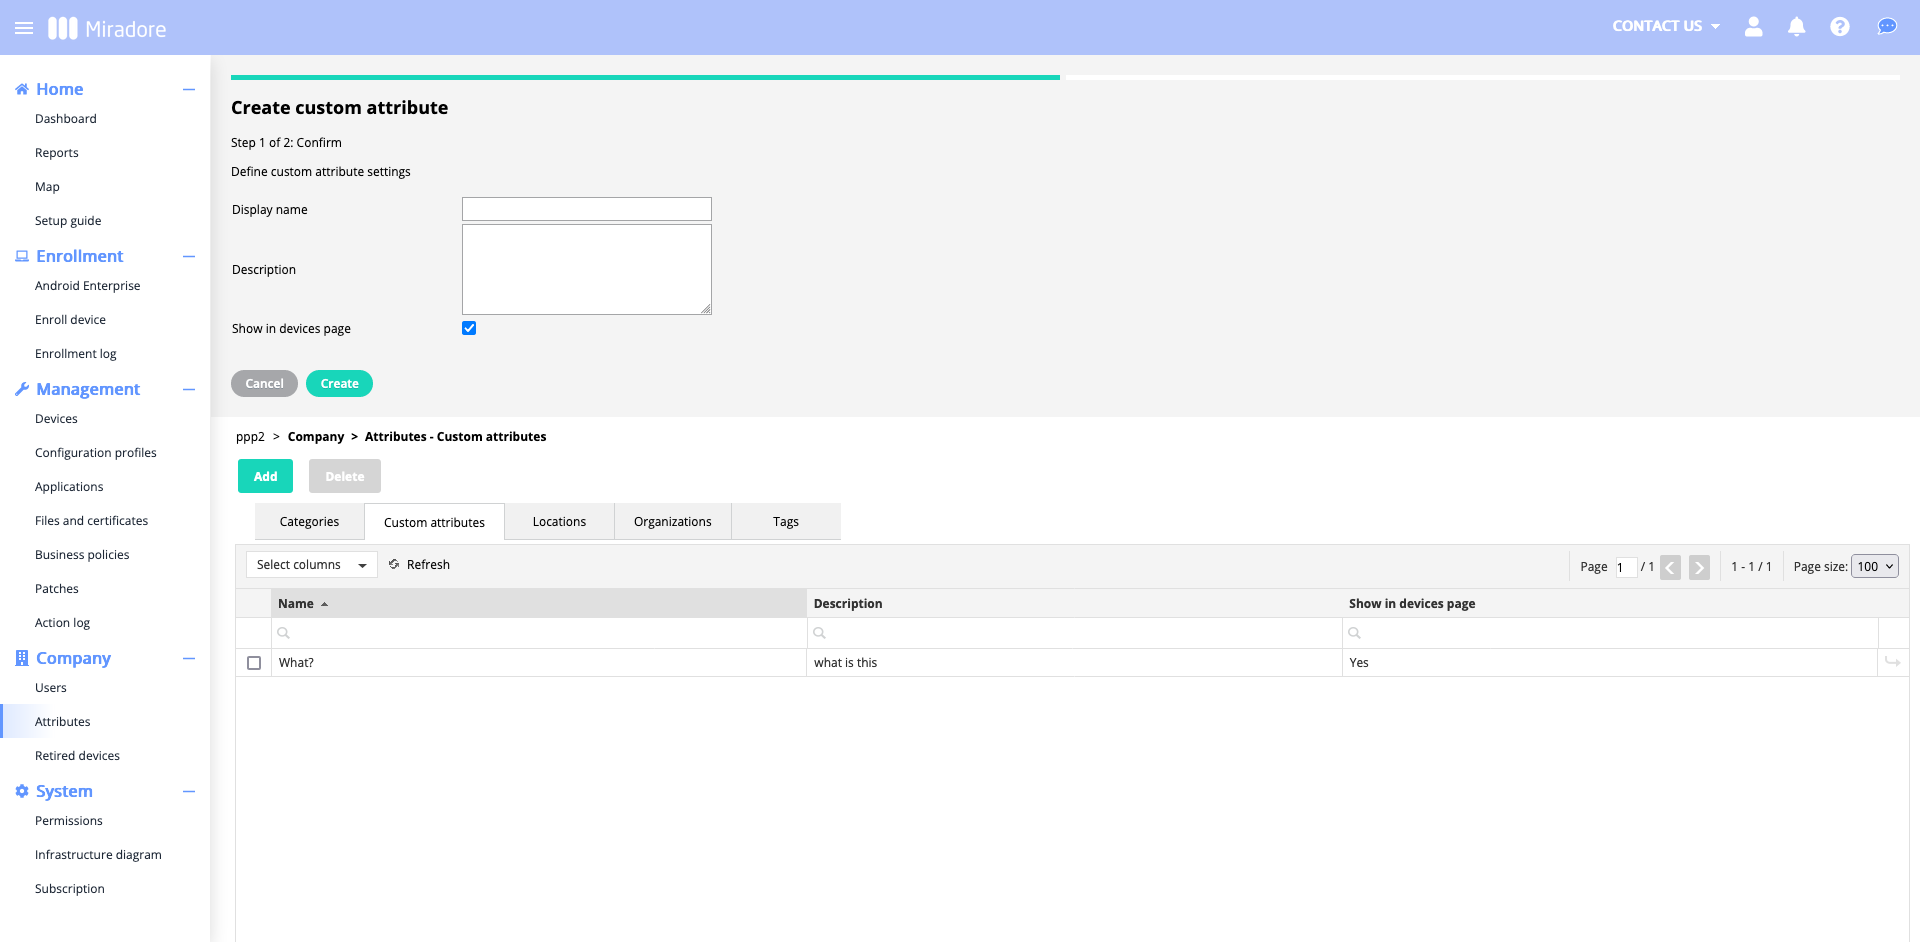 Miradore
CONTACT US
Home
Dashboard
Reports
Map
Setup guide
Enrollment
Android Enterprise
Enroll device
Enrollment log
Management
Devices
Configuration profiles
Applications
Files and certificates
Business policies
Patches
Action log
Company
Users
Attributes
Retired devices
System
Permissions
Infrastructure diagram
Subscription
Create custom attribute
Step 1 of 2: Confirm
Define custom attribute settings
Display name
Description
Show in devices page
Cancel Create
ppp2 > Company > Attributes - Custom attributes
Add Delete
Categories Custom attributes Locations Organizations Tags
Select columns Refresh Page 1 / 1 1 - 1 / 1 Page size: 100
Name Description Show in devices page
What? what is this Yes